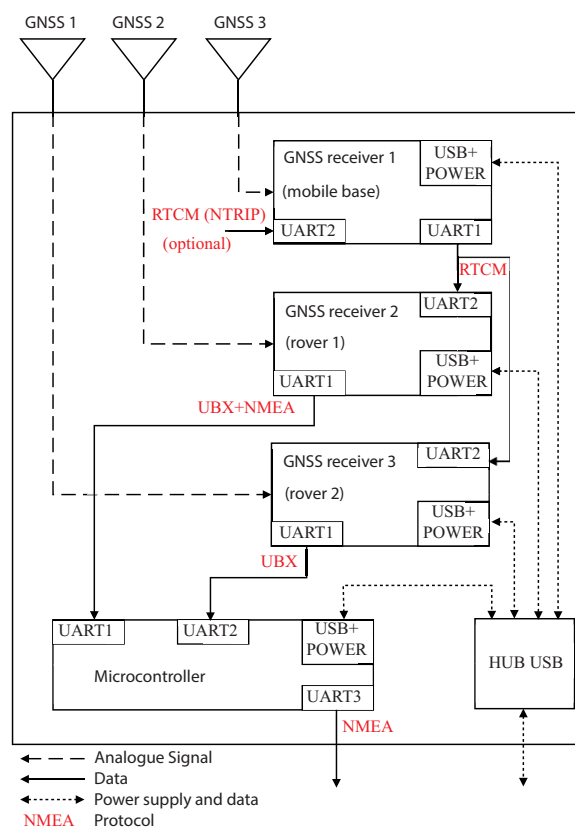 GNSS 1
GNSS 2
GNSS 3
GNSS receiver 1
(mobile base)
USB+
POWER
RTCM (NTRIP)
(optional)
UART2
UART1
RTCM
GNSS receiver 2
(rover 1)
UART2
USB+
POWER
UART1
UBX+NMEA
GNSS receiver 3
(rover 2)
UART2
USB+
POWER
UART1
UBX
UART1
UART2
USB+
POWER
Microcontroller
HUB USB
UART3
NMEA
Analogue Signal
Data
Power supply and data
NMEA Protocol